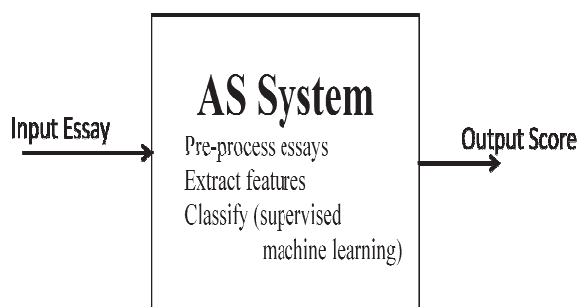 AS System
Input Essay
Pre-process essays
Output Score
Extract features
Classify (supervised
machine learning)